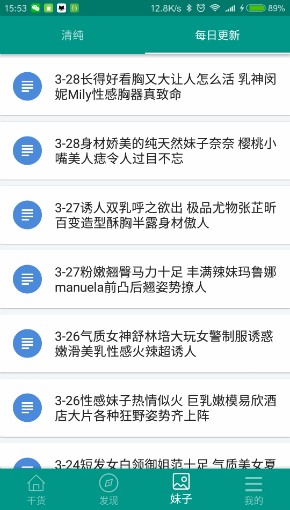 15:53
12.8K/s
89%
清纯
每日更新
3-28长得好看胸又大让人怎么活 乳神闵
妮Mily性感胸器真致命
3-28身材娇美的纯天然妹子奈奈 樱桃小
嘴美人痣令人过目不忘
3-27诱人双乳呼之欲出 极品尤物张芷昕
百变造型酥胸半露身材傲人
3-27粉嫩翘臀马力十足 丰满辣妹玛鲁娜
manuela前凸后翘姿势撩人
3-26气质女神舒林培大玩女警制服诱惑
嫩滑美乳性感火辣超诱人
3-26性感妹子热情似火 巨乳嫩模易欣酒
店大片各种狂野姿势齐上阵
3-24短发女白领御姐范十足 气质美女夏
干货
发现
妹子
我的